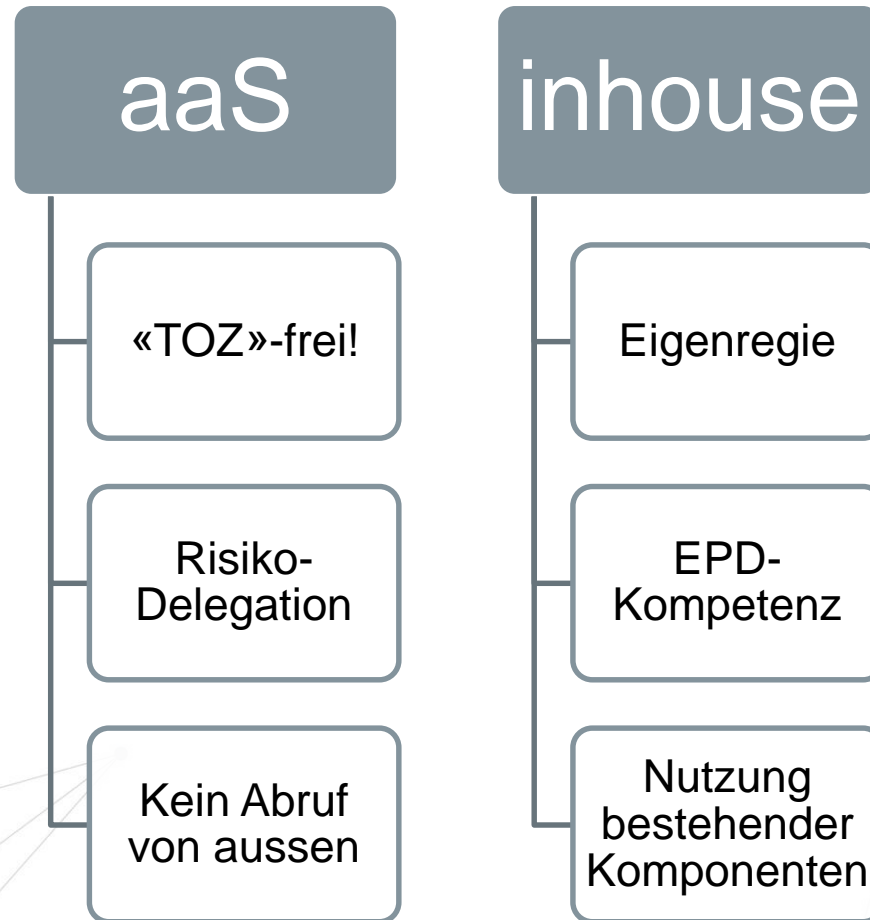 aaS
«TOZ»-frei!
Risiko-
Delegation
Kein Abruf
von aussen
inhouse
Eigenregie
EPD-
Kompetenz
Nutzung
bestehender
Komponenten